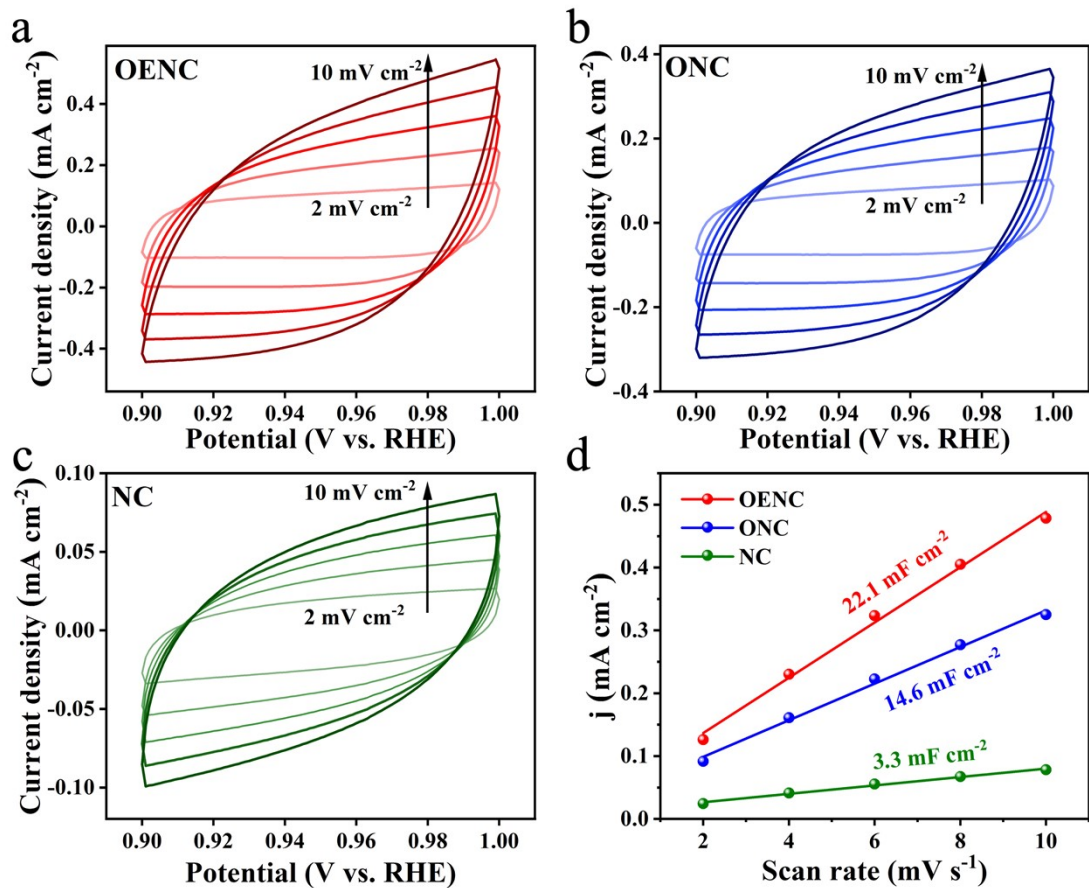 a
OENC
10 mV cm⁻²
2 mV cm⁻²
0.4
0.2
0.0
-0.2
-0.4
Current density (mA cm⁻²)
0.90 0.92 0.94 0.96 0.98 1.00
Potential (V vs. RHE)
b
ONC
10 mV cm⁻²
2 mV cm⁻²
0.4
0.2
0.0
-0.2
-0.4
Current density (mA cm⁻²)
0.90 0.92 0.94 0.96 0.98 1.00
Potential (V vs. RHE)
c
NC
10 mV cm⁻²
2 mV cm⁻²
0.10
0.05
0.00
-0.05
-0.10
Current density (mA cm⁻²)
0.90 0.92 0.94 0.96 0.98 1.00
Potential (V vs. RHE)
d
OENC
ONC
NC
22.1 mF cm⁻²
14.6 mF cm⁻²
3.3 mF cm⁻²
0.5
0.4
0.3
0.2
0.1
0.0
j (mA cm⁻²)
2 4 6 8 10
Scan rate (mV s⁻¹)